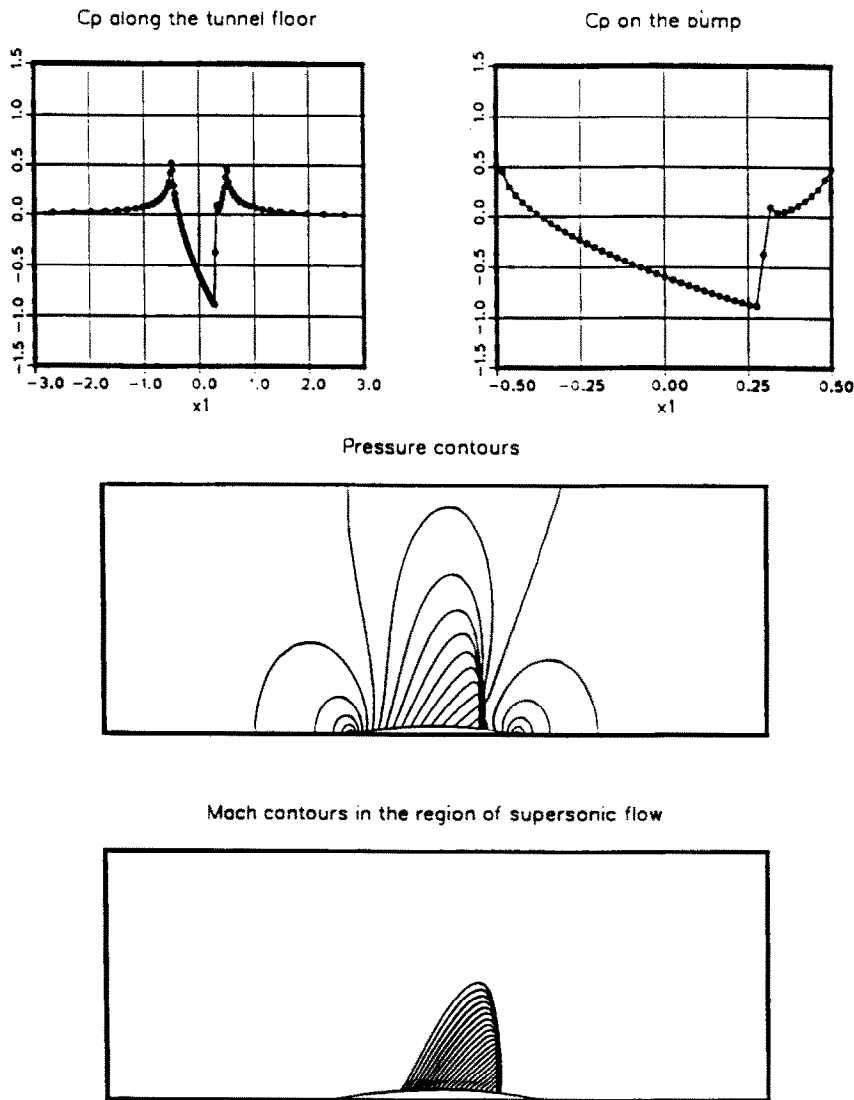 Cp along the tunnel floor
1.5
1.0
0.5
0.0
−0.5
−1.0
−1.5
−3.0 −2.0 −1.0 0.0 1.0 2.0 3.0
x1
Cp on the bump
1.5
1.0
0.5
0.0
−0.5
−1.0
−1.5
−0.50 −0.25 0.00 0.25 0.50
x1
Pressure contours
Mach contours in the region of supersonic flow